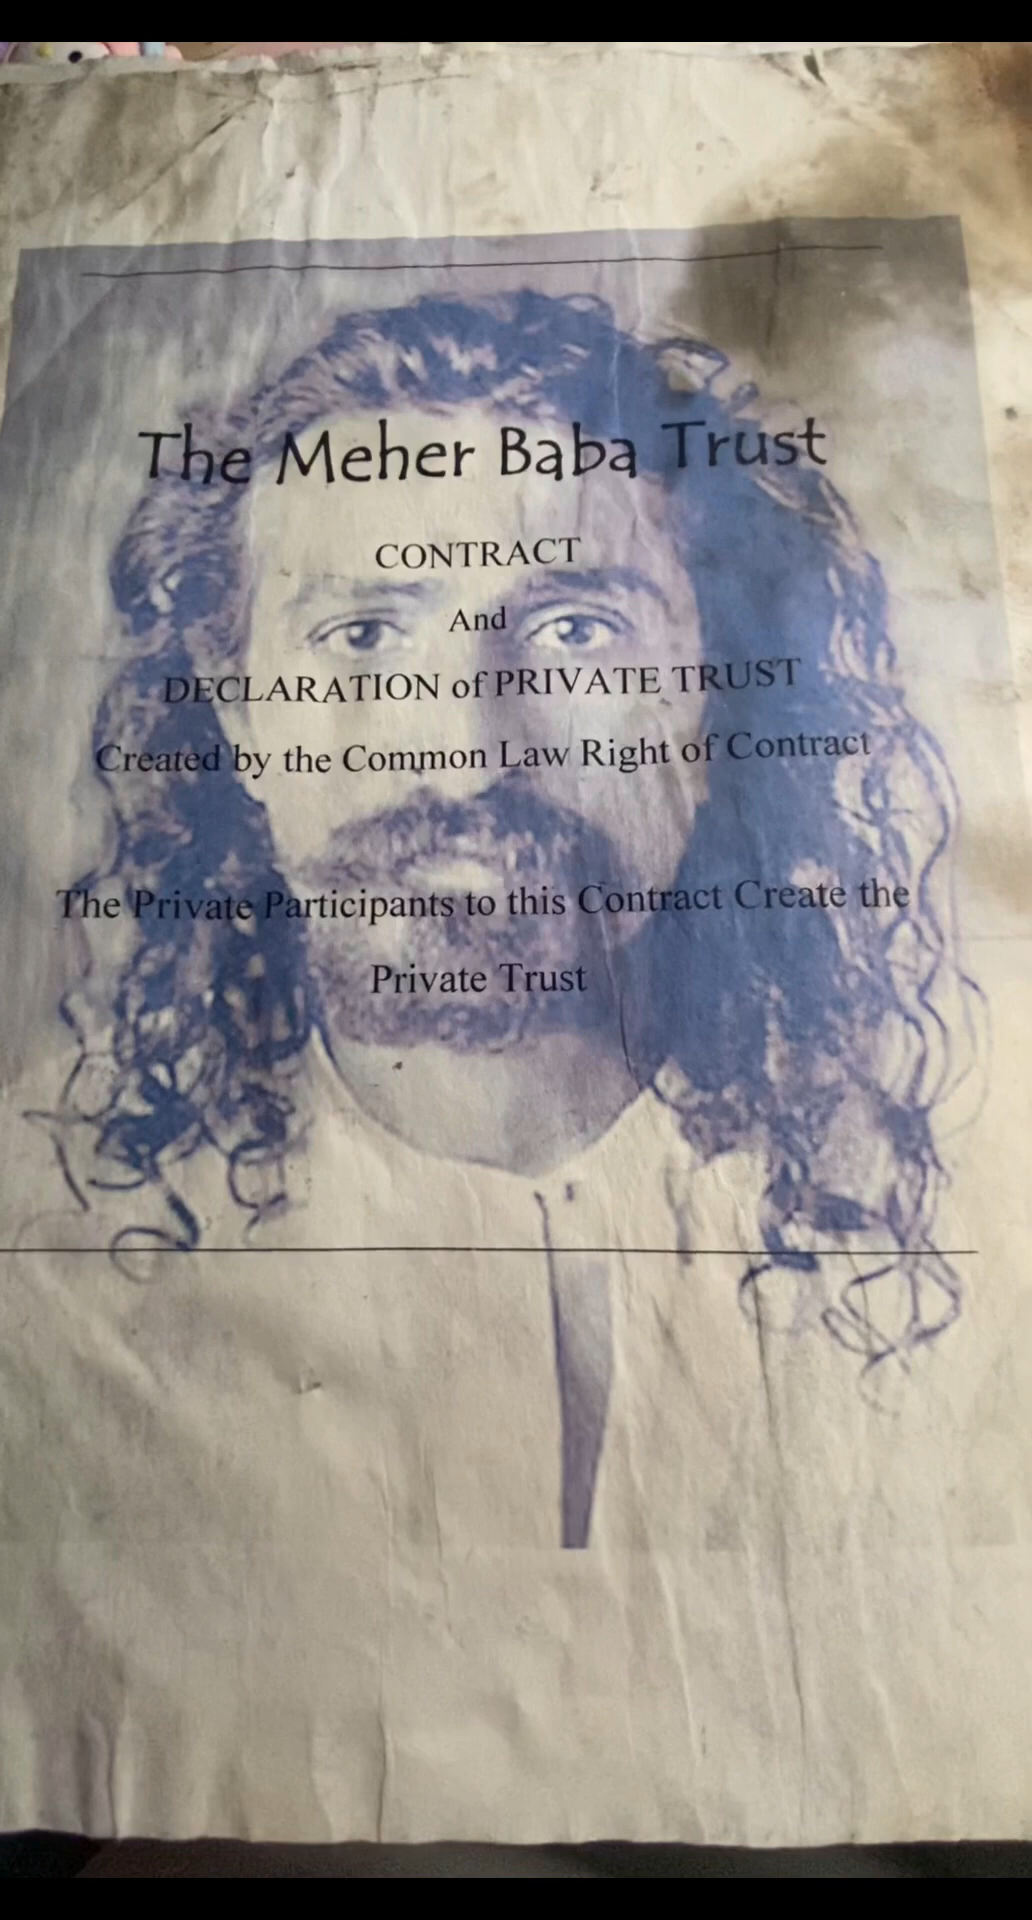 The Meher Baba Trust
CONTRACT
And
DECLARATION of PRIVATE TRUST
Created by the Common Law Right of Contract
The Private Participants to this Contract Create the
Private Trust